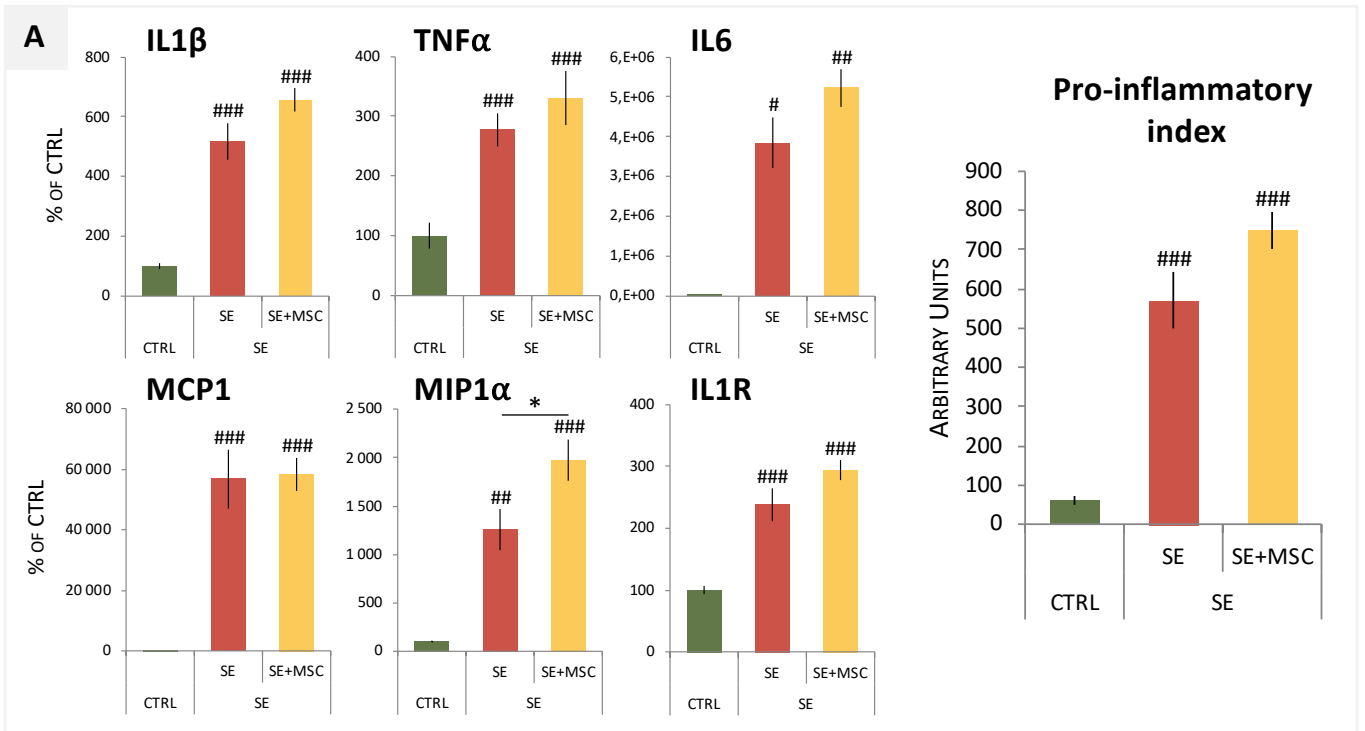 A
IL1β
800
600
400
200
0
% OF CTRL
###
###
SE
SE+MSC
CTRL
SE
TNFα
400
300
200
100
0
###
###
SE
SE+MSC
CTRL
SE
IL6
6,E+06
5,E+06
4,E+06
3,E+06
2,E+06
1,E+06
0,E+00
#
##
SE
SE+MSC
CTRL
SE
MCP1
80 000
60 000
40 000
20 000
0
% OF CTRL
###
###
SE
SE+MSC
CTRL
SE
MIP1α
2 500
2 000
1 500
1 000
500
0
*
##
###
SE
SE+MSC
CTRL
SE
IL1R
400
300
200
100
0
###
###
SE
SE+MSC
CTRL
SE
Pro-inflammatory
index
900
800
700
600
500
400
300
200
100
0
ARBITRARY UNITS
###
###
SE
SE+MSC
CTRL
SE